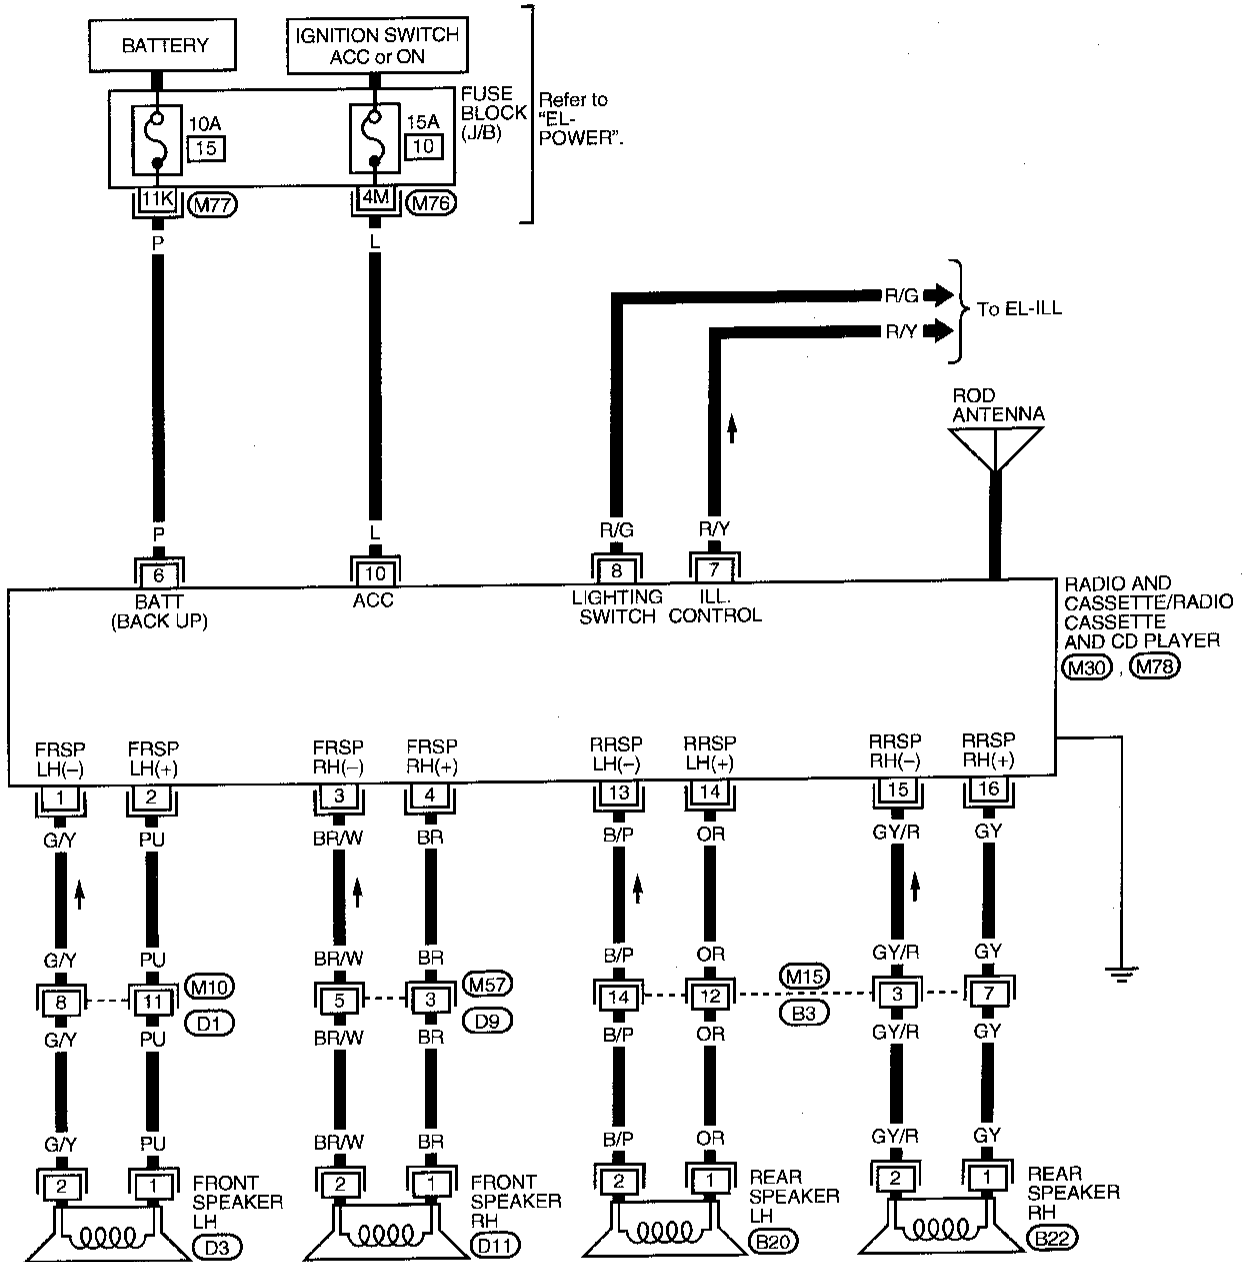 BATTERY
IGNITION SWITCH
ACC or ON
FUSE
BLOCK
(J/B)
Refer to
"EL-
POWER".
10A
15
15A
10
11K
M77
4M
M76
P
L
R/G
R/Y
To EL-ILL
ROD
ANTENNA
P
L
R/G
R/Y
6
10
8
7
BATT
(BACK UP)
ACC
LIGHTING
SWITCH
ILL.
CONTROL
RADIO AND
CASSETTE/RADIO
CASSETTE
AND CD PLAYER
M30 , M78
FRSP
LH(–)
FRSP
LH(+)
FRSP
RH(–)
FRSP
RH(+)
RRSP
LH(–)
RRSP
LH(+)
RRSP
RH(–)
RRSP
RH(+)
1
2
3
4
13
14
15
16
G/Y
PU
BR/W
BR
B/P
OR
GY/R
GY
G/Y
PU
BR/W
BR
B/P
OR
GY/R
GY
8
11
M10
D1
5
3
M57
D9
14
12
M15
B3
3
7
G/Y
PU
BR/W
BR
B/P
OR
GY/R
GY
G/Y
PU
BR/W
BR
B/P
OR
GY/R
GY
2
1
FRONT
SPEAKER
LH
D3
2
1
FRONT
SPEAKER
RH
D11
2
1
REAR
SPEAKER
LH
B20
2
1
REAR
SPEAKER
RH
B22